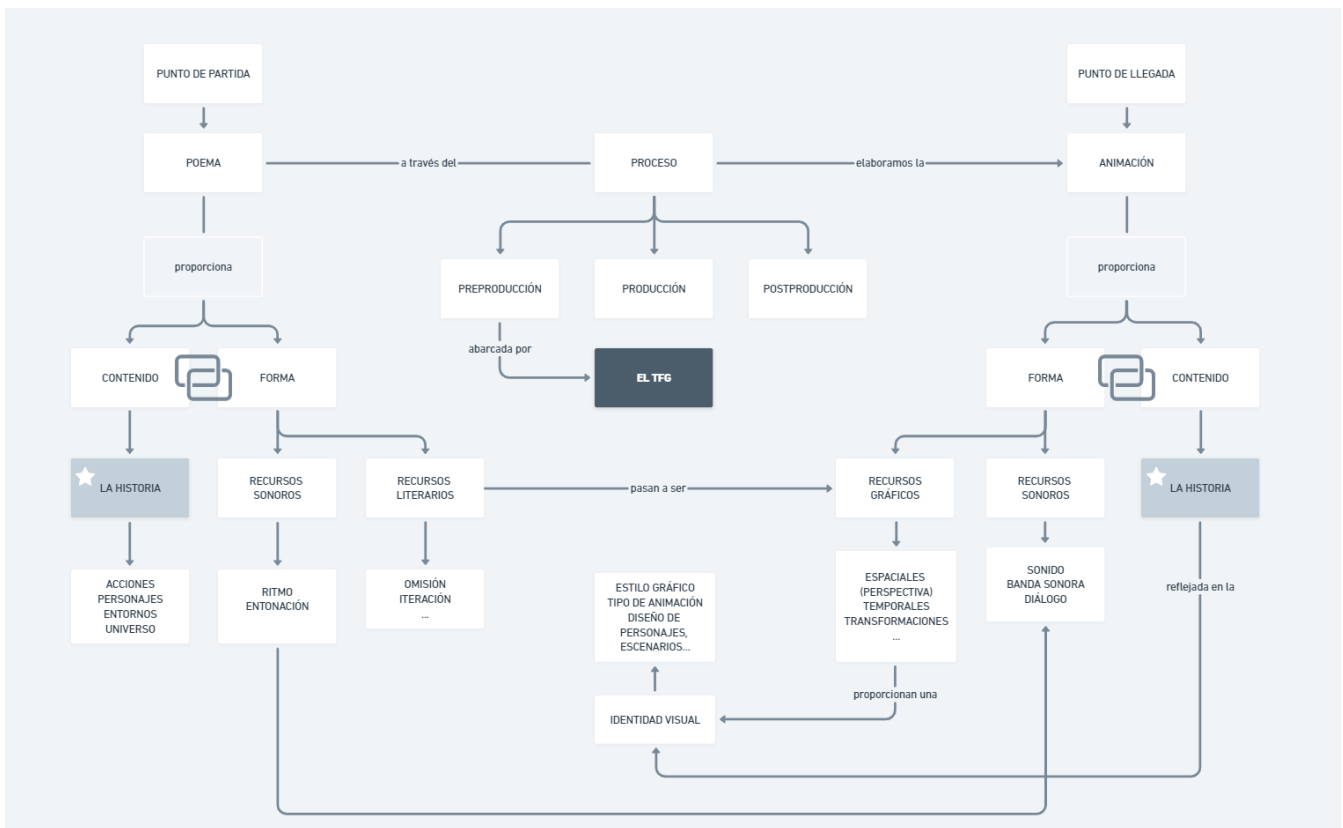 PUNTO DE PARTIDA
PUNTO DE LLEGADA
POEMA
a través del
PROCESO
elaboramos la
ANIMACIÓN
proporciona
proporciona
PREPRODUCCIÓN
PRODUCCIÓN
POSTPRODUCCIÓN
abarcada por
EL TFG
CONTENIDO
FORMA
FORMA
CONTENIDO
LA HISTORIA
RECURSOS
SONOROS
RECURSOS
LITERARIOS
pasan a ser
RECURSOS
GRÁFICOS
RECURSOS
SONOROS
LA HISTORIA
ACCIONES
PERSONAJES
ENTORNOS
UNIVERSO
RITMO
ENTONACIÓN
OMISIÓN
ITERACIÓN
...
ESTILO GRÁFICO
TIPO DE ANIMACIÓN
DISEÑO DE
PERSONAJES,
ESCENARIOS...
ESPACIALES
(PERSPECTIVA)
TEMPORALES
TRANSFORMACIONES
...
SONIDO
BANDA SONORA
DIÁLOGO
reflejada en la
proporcionan una
IDENTIDAD VISUAL